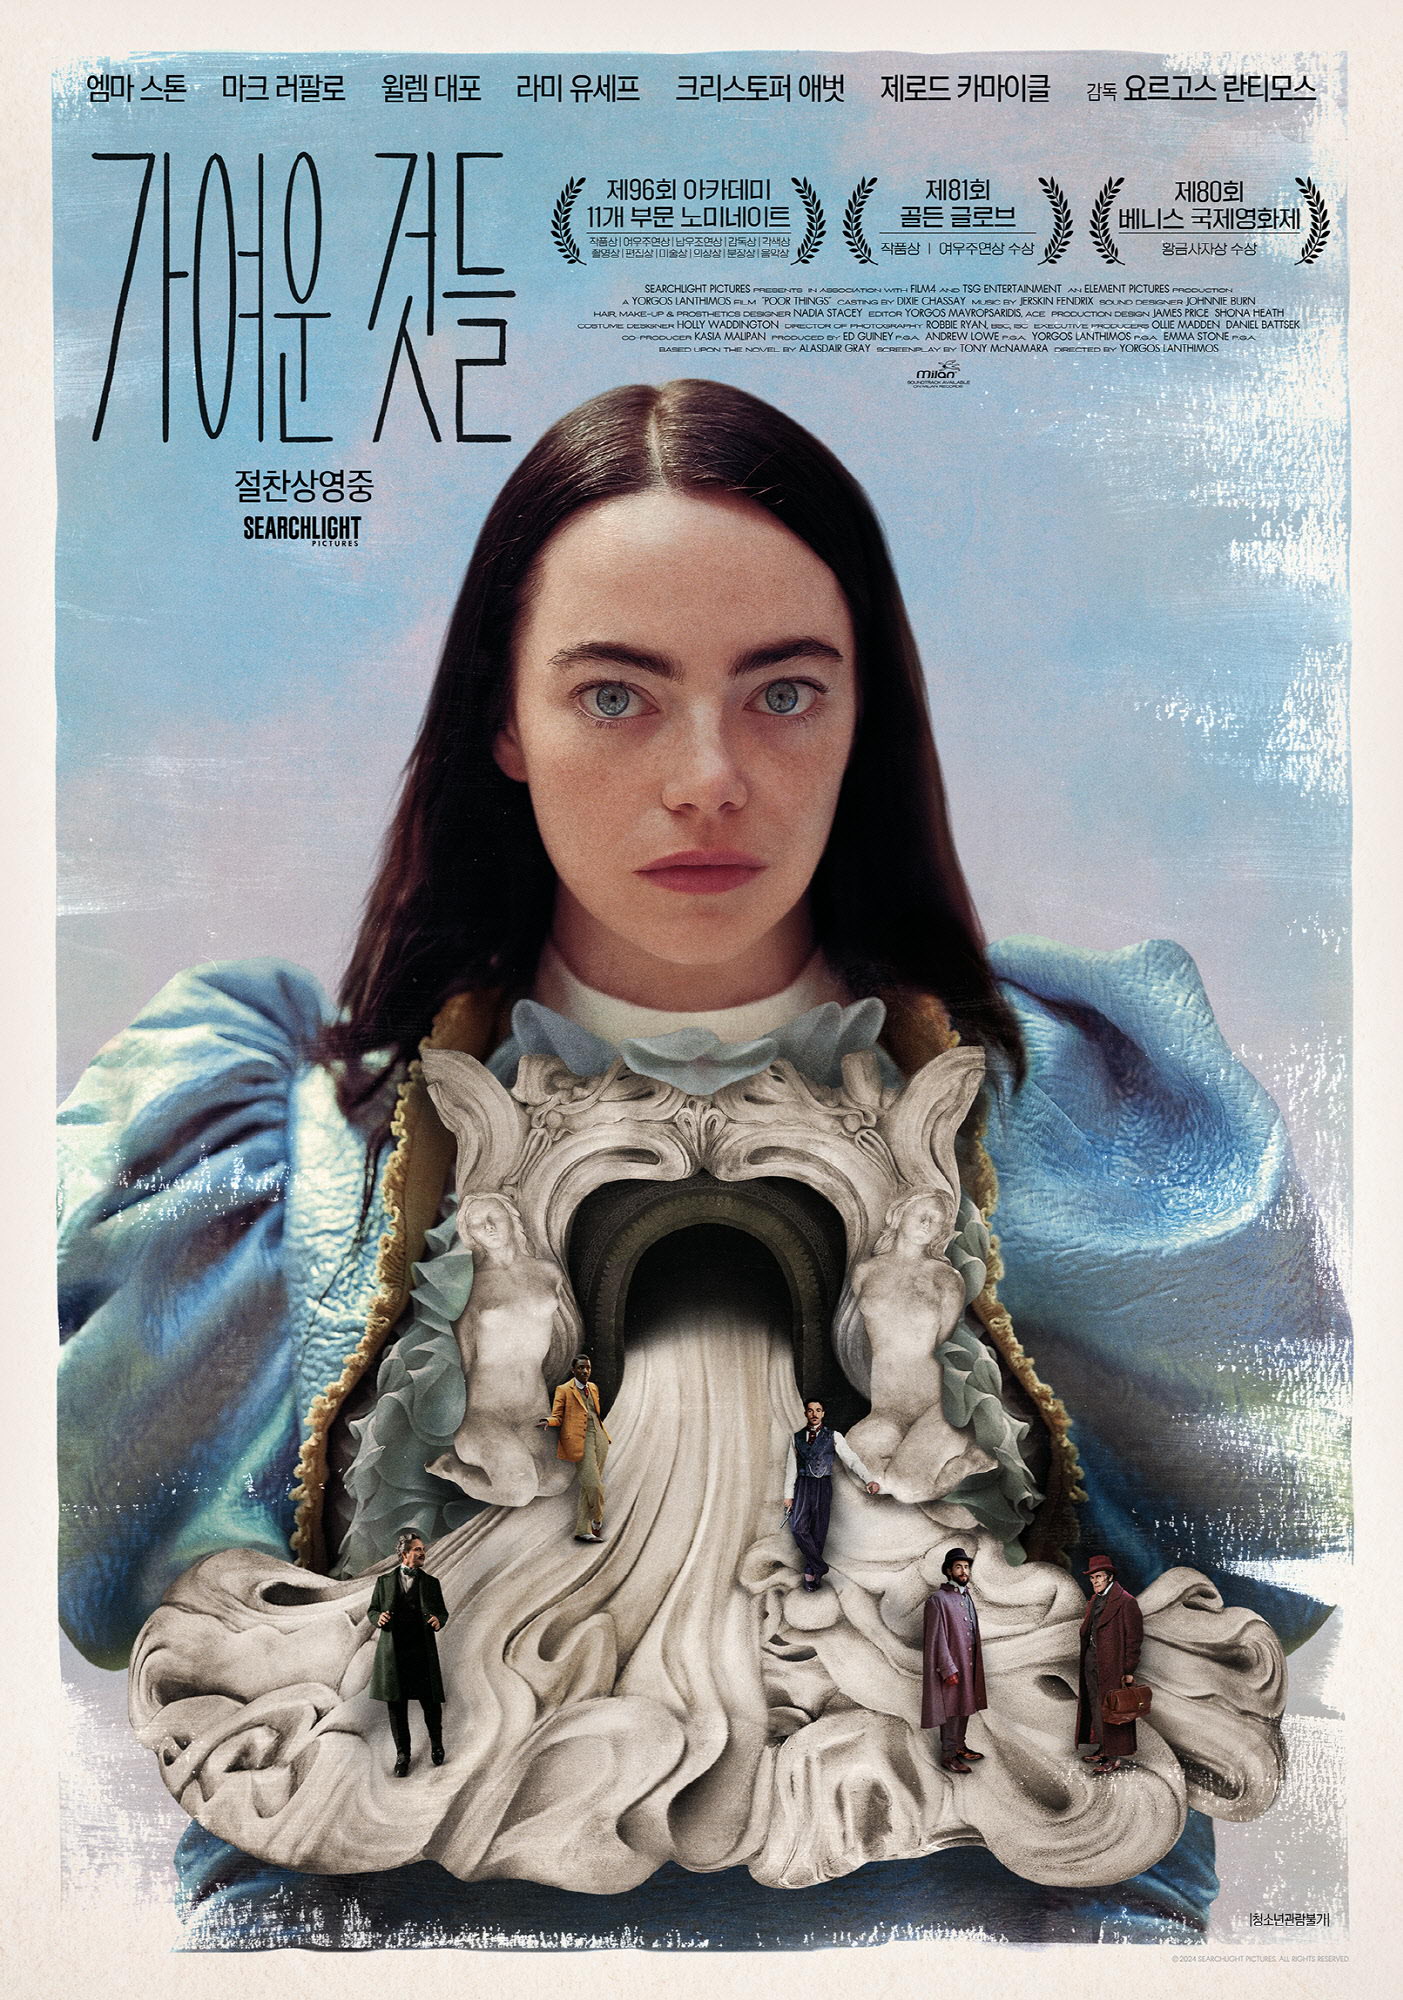 엠마 스톤 마크 러팔로 윌렘 대포 라미 유세프 크리스토퍼 애벗 제로드 카마이클 감독 요르고스 란티모스
가여운 것들
제96회 아카데미
11개 부문 노미네이트
작품상 | 여우주연상 | 남우조연상 | 감독상 | 각색상
촬영상 | 편집상 | 미술상 | 의상상 | 분장상 | 음악상
제81회
골든 글로브
작품상 | 여우주연상 수상
제80회
베니스 국제영화제
황금사자상 수상
SEARCHLIGHT PICTURES PRESENTS IN ASSOCIATION WITH FILM4 AND TSG ENTERTAINMENT AN ELEMENT PICTURES PRODUCTION
A YORGOS LANTHIMOS FILM "POOR THINGS" CASTING BY DIXIE CHASSAY MUSIC BY JERSKIN FENDRIX SOUND DESIGNER JOHNNIE BURN
HAIR, MAKE-UP & PROSTHETICS DESIGNER NADIA STACEY EDITOR YORGOS MAVROPSARIDIS, ACE PRODUCTION DESIGN JAMES PRICE SHONA HEATH
COSTUME DESIGNER HOLLY WADDINGTON DIRECTOR OF PHOTOGRAPHY ROBBIE RYAN, BSC, ISC EXECUTIVE PRODUCERS OLLIE MADDEN DANIEL BATTSEK
CO-PRODUCER KASIA MALIPAN PRODUCED BY ED GUINEY P.G.A. ANDREW LOWE P.G.A. YORGOS LANTHIMOS P.G.A. EMMA STONE P.G.A.
BASED UPON THE NOVEL BY ALASDAIR GRAY SCREENPLAY BY TONY McNAMARA DIRECTED BY YORGOS LANTHIMOS
milan
SOUNDTRACK AVAILABLE
ON MILAN RECORDS
절찬상영중
SEARCHLIGHT
PICTURES
|청소년관람불가|
©2024 SEARCHLIGHT PICTURES. ALL RIGHTS RESERVED